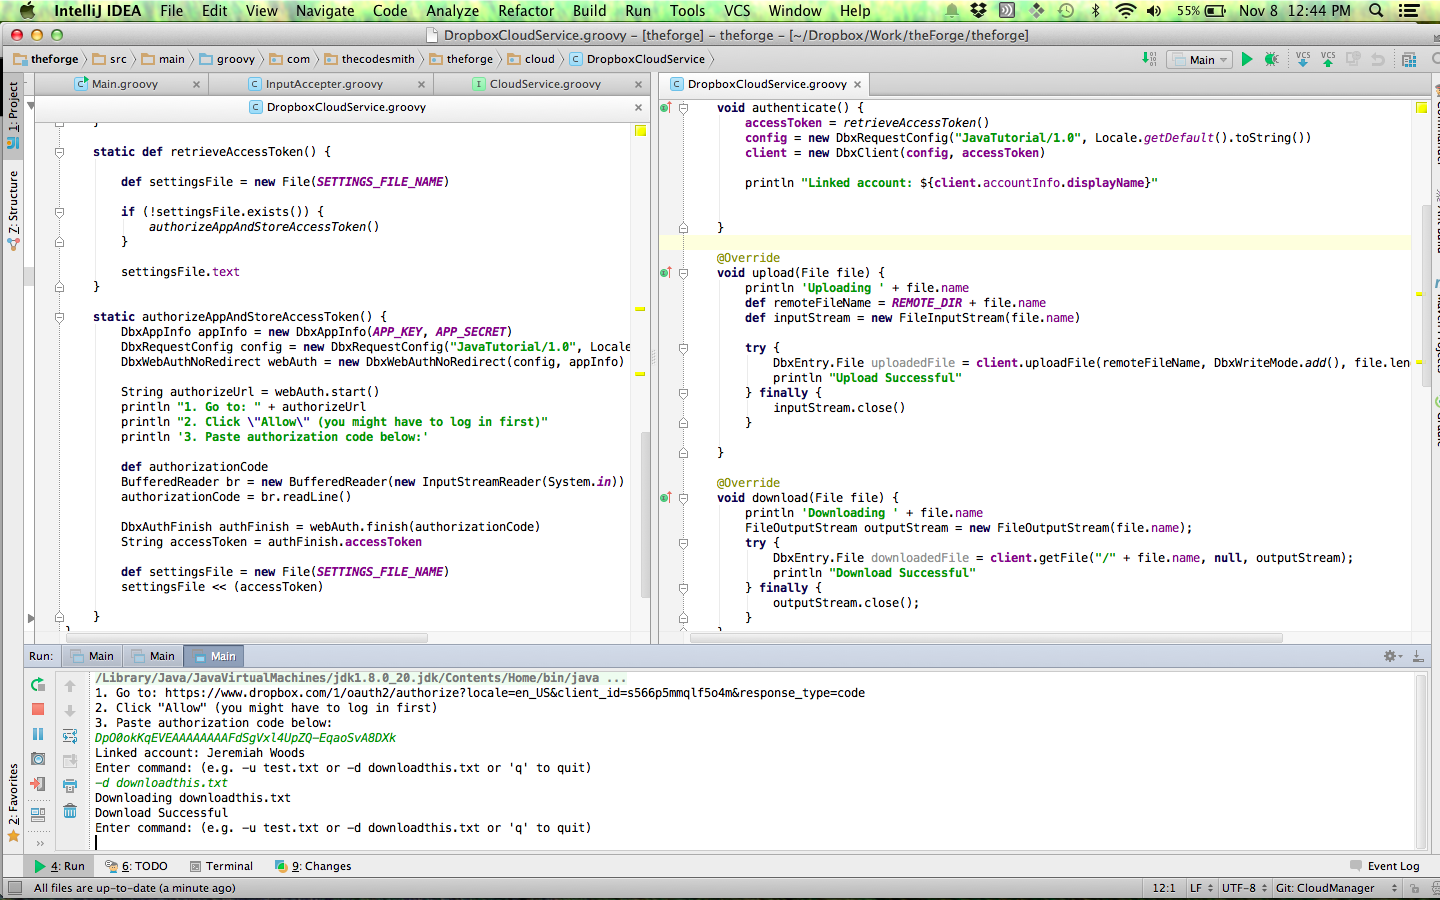 IntelliJ IDEA File Edit View Navigate Code Analyze Refactor Build Run Tools VCS Window Help 55% Nov 8 12:44 PM
DropboxCloudService.groovy – [theforge] – theforge – [~/Dropbox/Work/theForge/theforge]
theforge src main groovy com thecodesmith theforge cloud DropboxCloudService Main VCS VCS
Main.groovy InputAccepter.groovy CloudService.groovy
DropboxCloudService.groovy
}
static def retrieveAccessToken() {
def settingsFile = new File(SETTINGS_FILE_NAME)
if (!settingsFile.exists()) {
authorizeAppAndStoreAccessToken()
}
settingsFile.text
}
static authorizeAppAndStoreAccessToken() {
DbxAppInfo appInfo = new DbxAppInfo(APP_KEY, APP_SECRET)
DbxRequestConfig config = new DbxRequestConfig("JavaTutorial/1.0", Locale
DbxWebAuthNoRedirect webAuth = new DbxWebAuthNoRedirect(config, appInfo)
String authorizeUrl = webAuth.start()
println "1. Go to: " + authorizeUrl
println "2. Click \"Allow\" (you might have to log in first)"
println '3. Paste authorization code below:'
def authorizationCode
BufferedReader br = new BufferedReader(new InputStreamReader(System.in))
authorizationCode = br.readLine()
DbxAuthFinish authFinish = webAuth.finish(authorizationCode)
String accessToken = authFinish.accessToken
def settingsFile = new File(SETTINGS_FILE_NAME)
settingsFile << (accessToken)
}
}
DropboxCloudService.groovy
void authenticate() {
accessToken = retrieveAccessToken()
config = new DbxRequestConfig("JavaTutorial/1.0", Locale.getDefault().toString())
client = new DbxClient(config, accessToken)
println "Linked account: ${client.accountInfo.displayName}"
}
@Override
void upload(File file) {
println 'Uploading ' + file.name
def remoteFileName = REMOTE_DIR + file.name
def inputStream = new FileInputStream(file.name)
try {
DbxEntry.File uploadedFile = client.uploadFile(remoteFileName, DbxWriteMode.add(), file.len
println "Upload Successful"
} finally {
inputStream.close()
}
}
@Override
void download(File file) {
println 'Downloading ' + file.name
FileOutputStream outputStream = new FileOutputStream(file.name);
try {
DbxEntry.File downloadedFile = client.getFile("/" + file.name, null, outputStream);
println "Download Successful"
} finally {
outputStream.close();
}
}
1: Project
7: Structure
2: Favorites
Run: Main Main Main
/Library/Java/JavaVirtualMachines/jdk1.8.0_20.jdk/Contents/Home/bin/java ...
1. Go to: https://www.dropbox.com/1/oauth2/authorize?locale=en_US&client_id=s566p5mmqlf5o4m&response_type=code
2. Click "Allow" (you might have to log in first)
3. Paste authorization code below:
DpO0okKqEVEAAAAAAAAFdSgVxl4UpZQ-EqaoSvA8DXk
Linked account: Jeremiah Woods
Enter command: (e.g. -u test.txt or -d downloadthis.txt or 'q' to quit)
-d downloadthis.txt
Downloading downloadthis.txt
Download Successful
Enter command: (e.g. -u test.txt or -d downloadthis.txt or 'q' to quit)
4: Run 6: TODO Terminal 9: Changes Event Log
All files are up-to-date (a minute ago) 12:1 LF UTF-8 Git: CloudManager